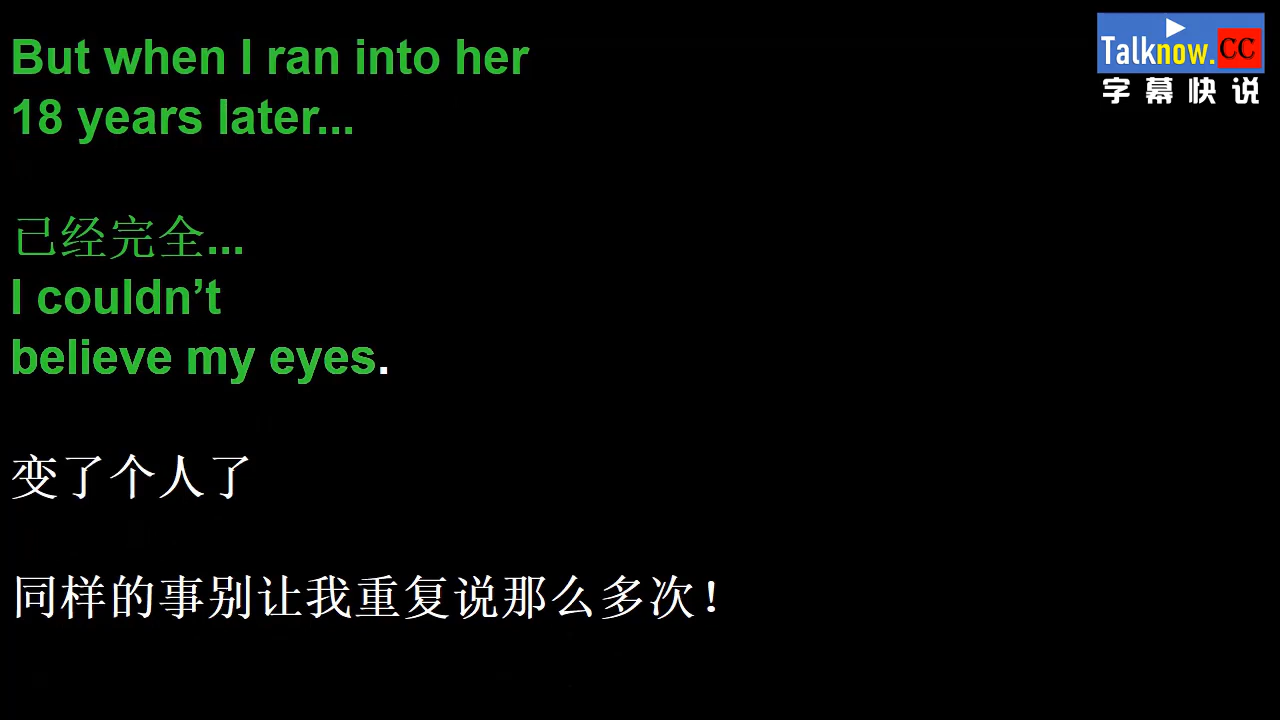 But when I ran into her
18 years later...
已经完全...
I couldn’t
believe my eyes.
变了个人了
同样的事别让我重复说那么多次！
Talknow.CC
字幕快说